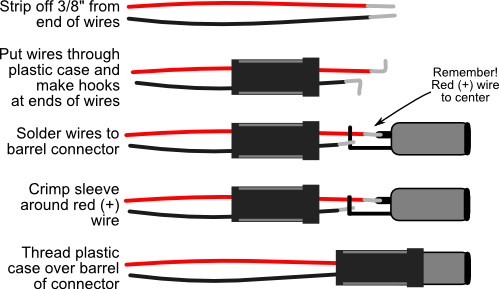 Strip off 3/8" from
end of wires
Put wires through
plastic case and
make hooks
at ends of wires
Remember!
Red (+) wire
to center
Solder wires to
barrel connector
Crimp sleeve
around red (+)
wire
Thread plastic
case over barrel
of connector